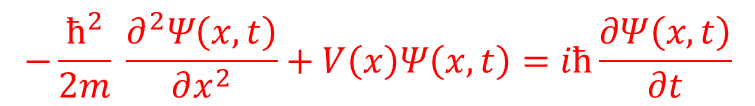 −ħ²/2m ∂²Ψ(x, t)/∂x² + V(x)Ψ(x, t) = iħ ∂Ψ(x, t)/∂t